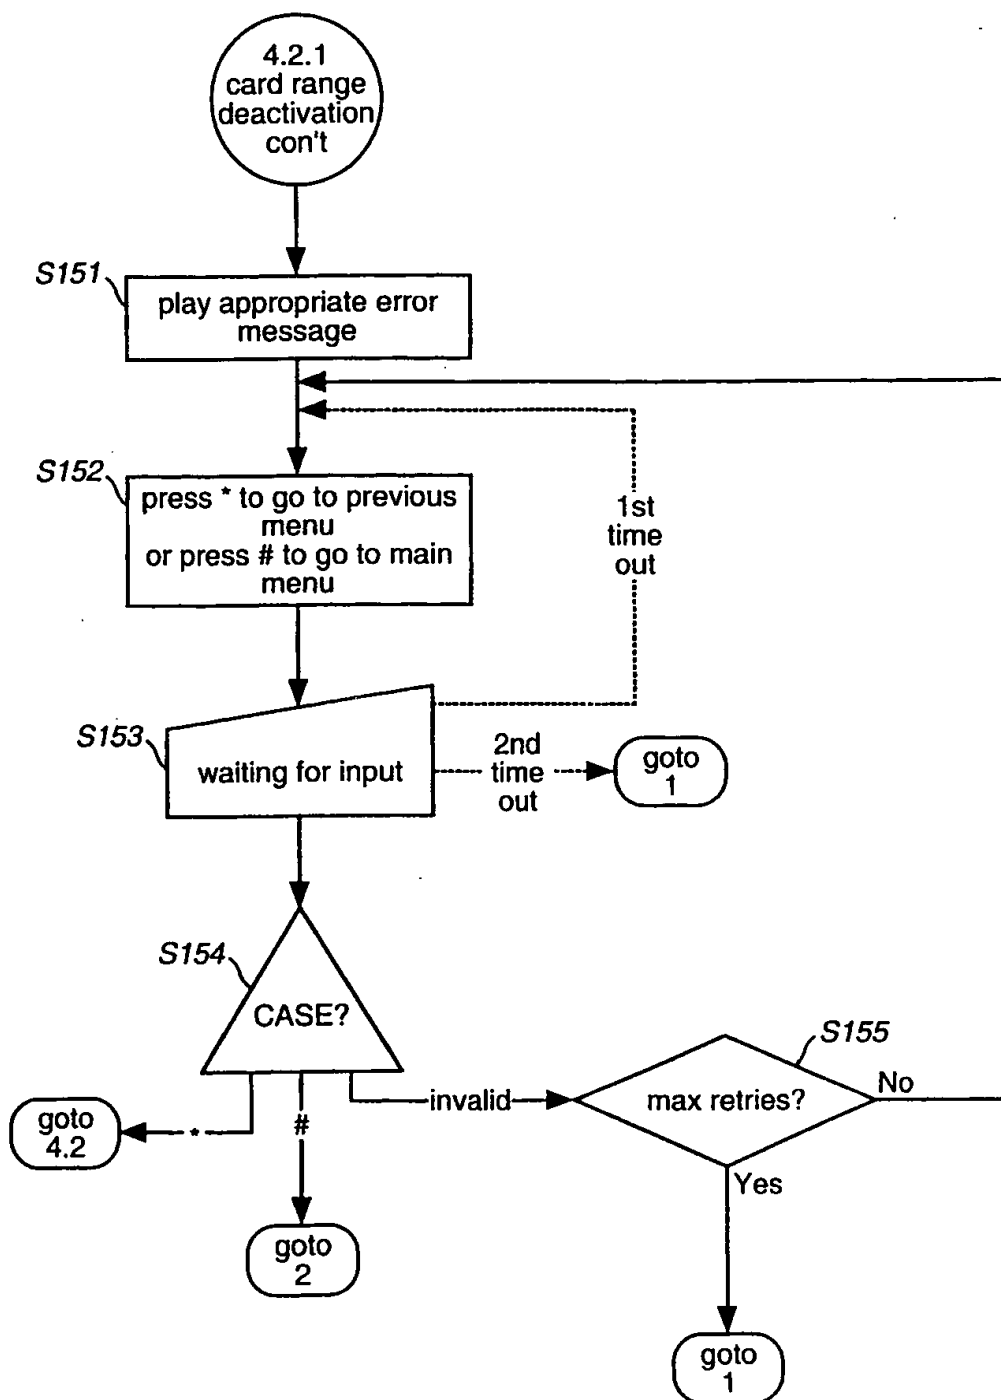 4.2.1
card range
deactivation
con't
S151
play appropriate error
message
S152
press * to go to previous
menu
or press # to go to main
menu
1st
time
out
S153
waiting for input
2nd
time
out
goto
1
S154
CASE?
S155
max retries?
No
invalid
goto
4.2
*
#
Yes
goto
2
goto
1